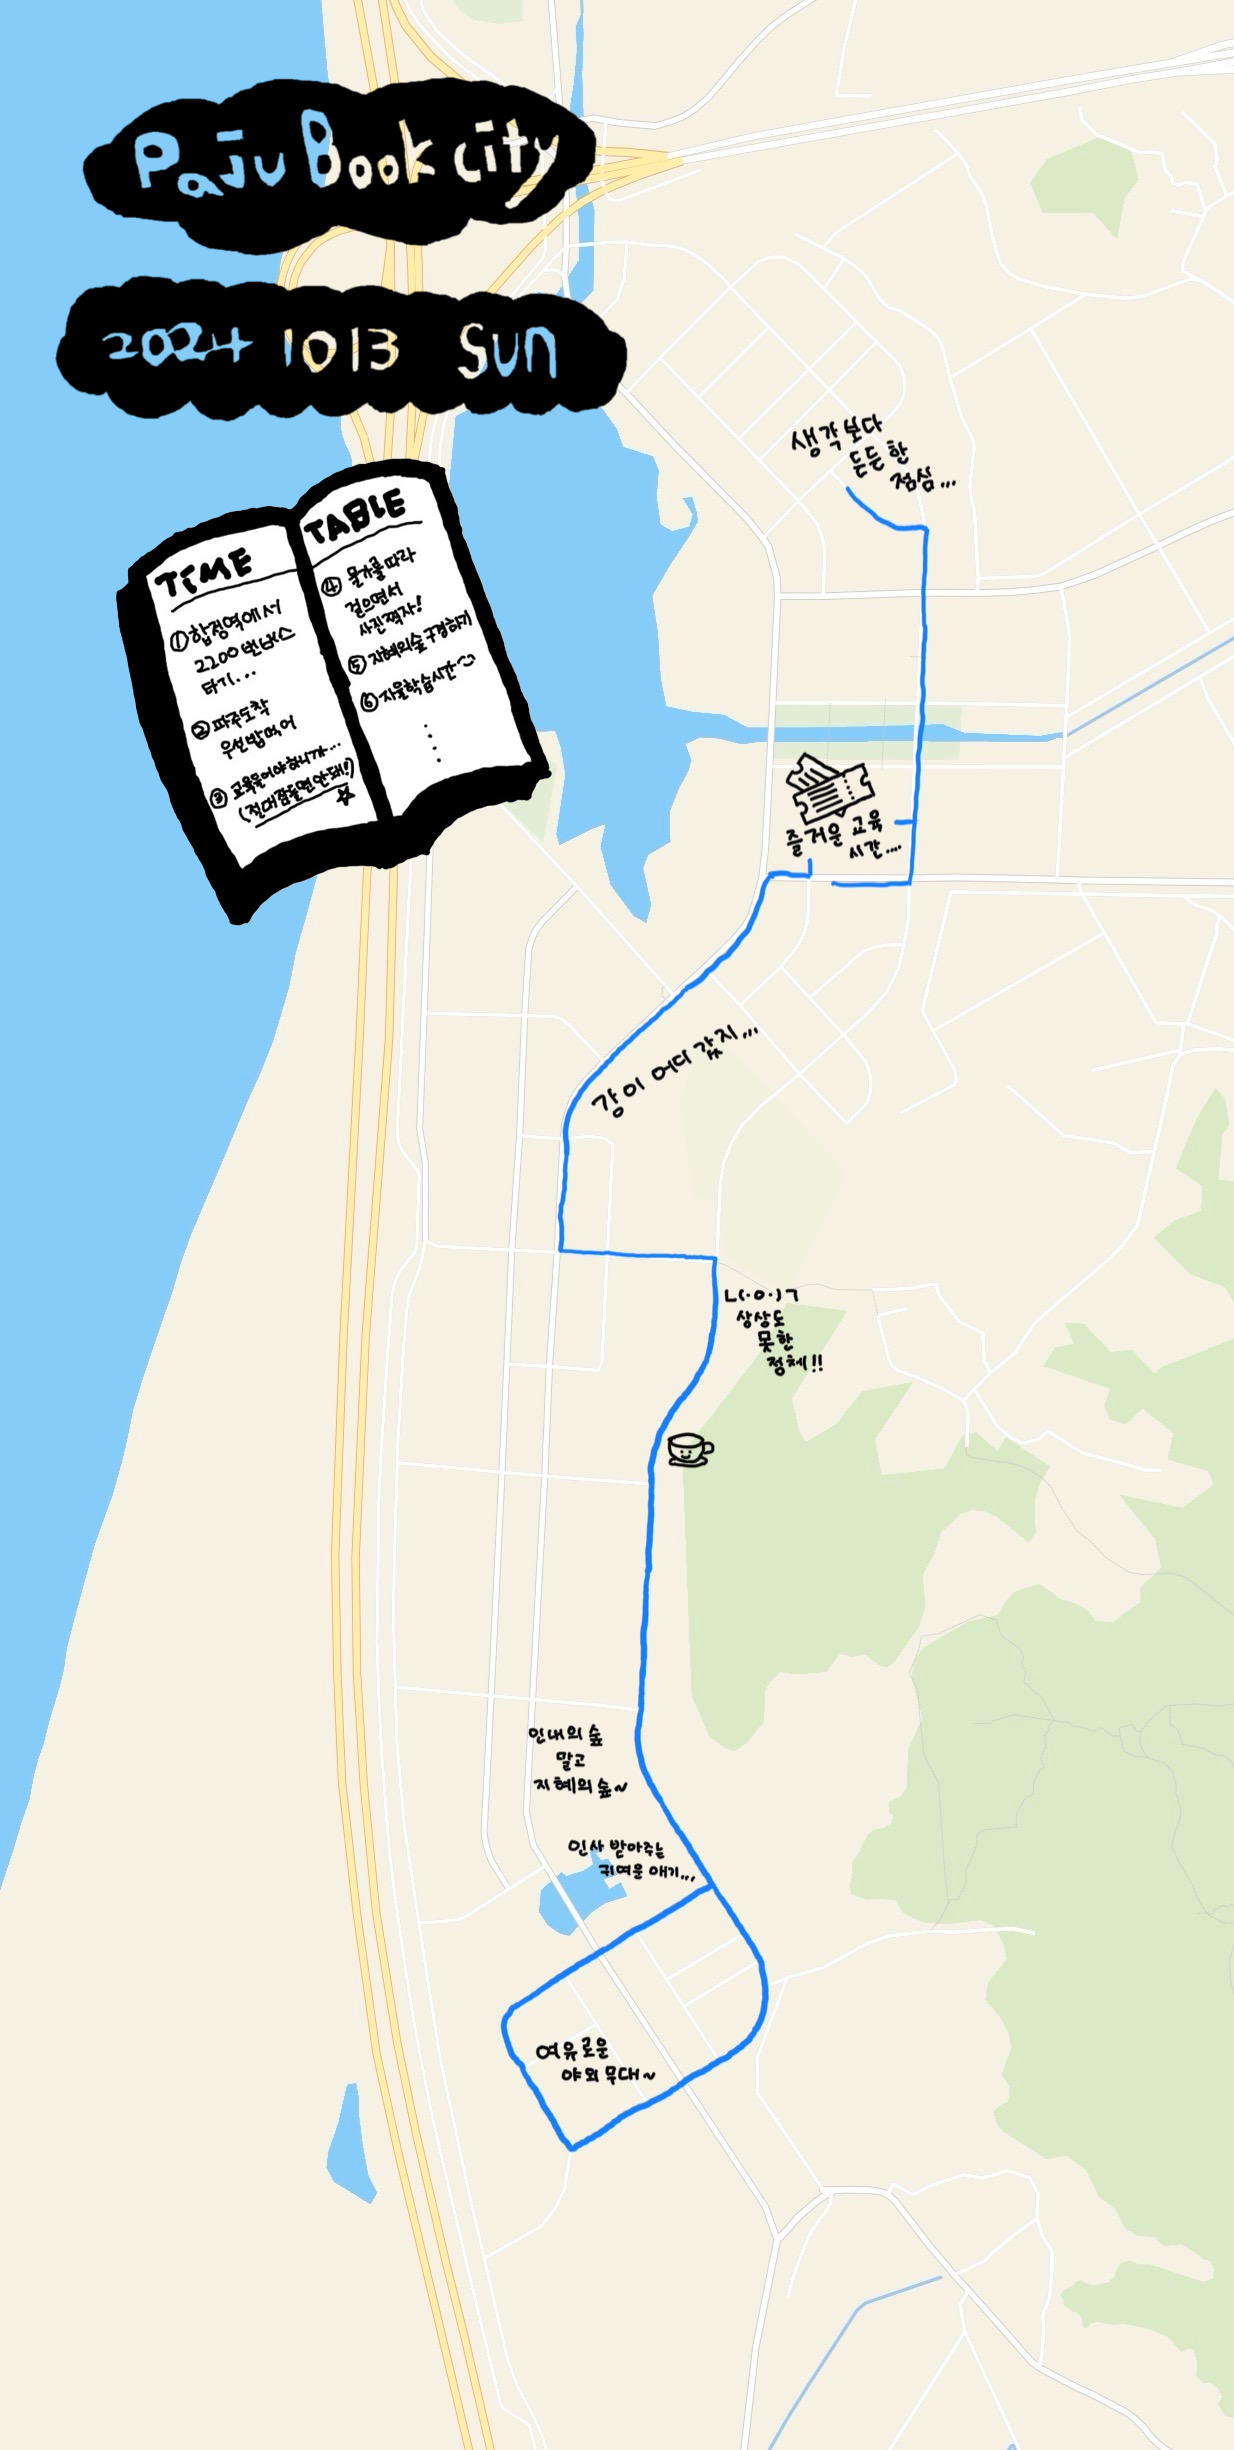 Paju Book city
2024 1013 Sun
TIME
① 합정역에서
2200번 버스
타기...
② 파주도착
우선밥먹어
③ 교육들어야하니까...
(절대잠들면안돼!)
TABLE
④ 물가를따라
걸으면서
사진찍자!
⑤ 지혜의숲구경하기
⑥ 자율학습시간
생각보다
든든한
점심...
즐거운 교육
시간....
강이 어디 갔지...
ㄴ(·o·)ㄱ
상상도
못한
정체!!
인내의 숲
말고
지혜의 숲~
인사 받아주는
귀여운 애기...
여유로운
야외무대~